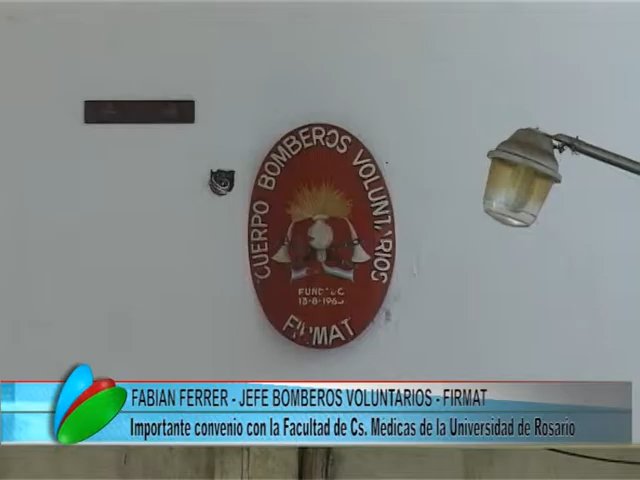 CUERPO BOMBEROS VOLUNTARIOS
FIRMAT
FABIAN FERRER - JEFE BOMBEROS VOLUNTARIOS - FIRMAT
Importante convenio con la Facultad de Cs. Médicas de la Universidad de Rosario